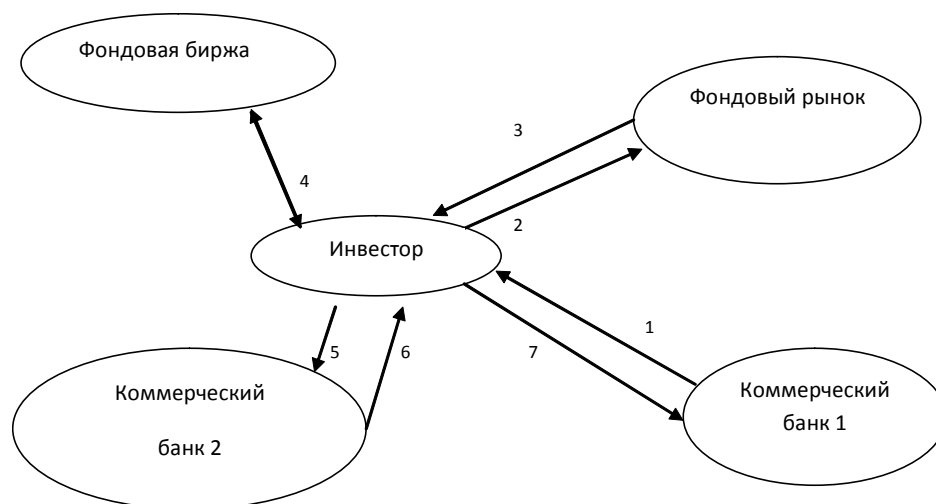 Фондовая биржа
Фондовый рынок
3
4
2
Инвестор
1
5
6
7
Коммерческий
банк 2
Коммерческий
банк 1